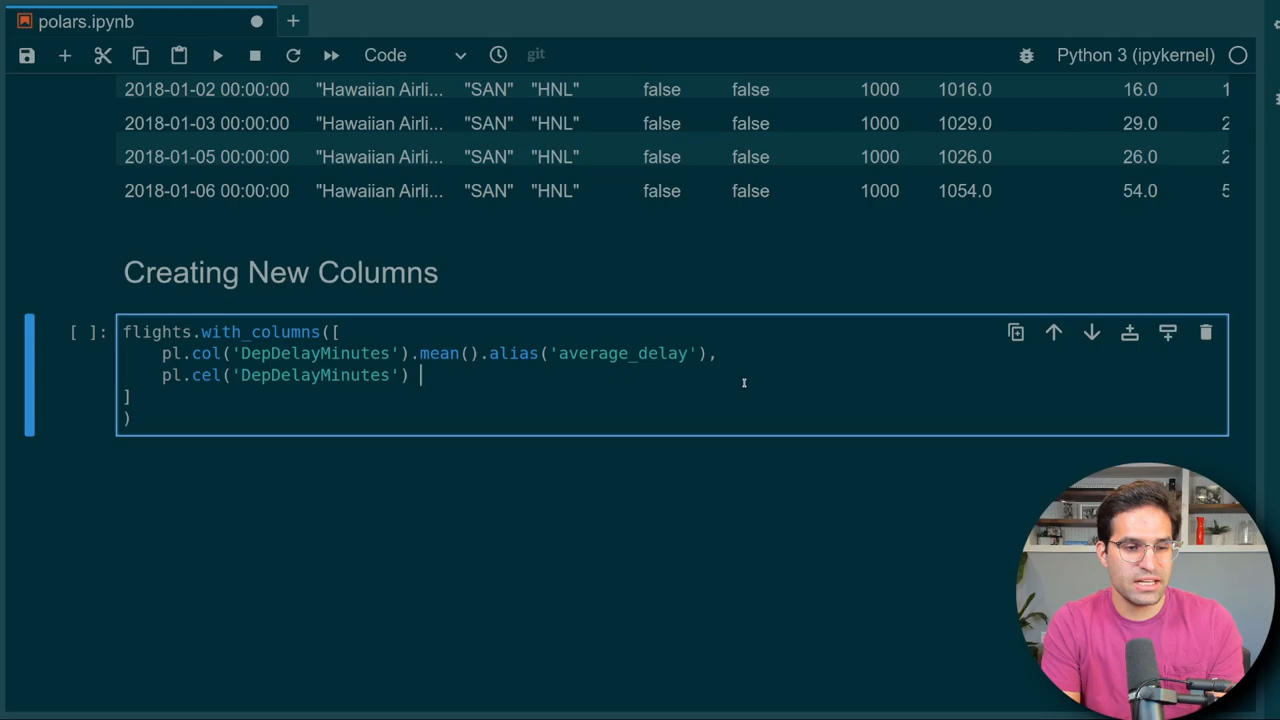 polars.ipynb
Code
git
Python 3 (ipykernel)
2018-01-02 00:00:00 "Hawaiian Airli... "SAN" "HNL" false false 1000 1016.0 16.0 1
2018-01-03 00:00:00 "Hawaiian Airli... "SAN" "HNL" false false 1000 1029.0 29.0 2
2018-01-05 00:00:00 "Hawaiian Airli... "SAN" "HNL" false false 1000 1026.0 26.0 2
2018-01-06 00:00:00 "Hawaiian Airli... "SAN" "HNL" false false 1000 1054.0 54.0 5
Creating New Columns
[ ]: flights.with_columns([
pl.col('DepDelayMinutes').mean().alias('average_delay'),
pl.cel('DepDelayMinutes')
]
)